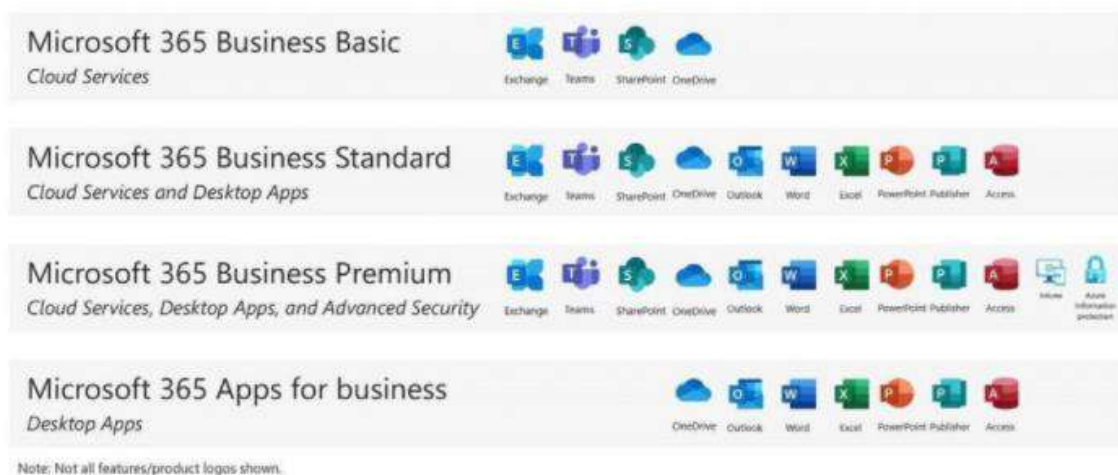 Microsoft 365 Business Basic
Cloud Services
Exchange Teams SharePoint OneDrive
Microsoft 365 Business Standard
Cloud Services and Desktop Apps
Exchange Teams SharePoint OneDrive Outlook Word Excel PowerPoint Publisher Access
Microsoft 365 Business Premium
Cloud Services, Desktop Apps, and Advanced Security
Exchange Teams SharePoint OneDrive Outlook Word Excel PowerPoint Publisher Access Intune Azure
Information
protection
Microsoft 365 Apps for business
Desktop Apps
OneDrive Outlook Word Excel PowerPoint Publisher Access
Note: Not all features/product logos shown.